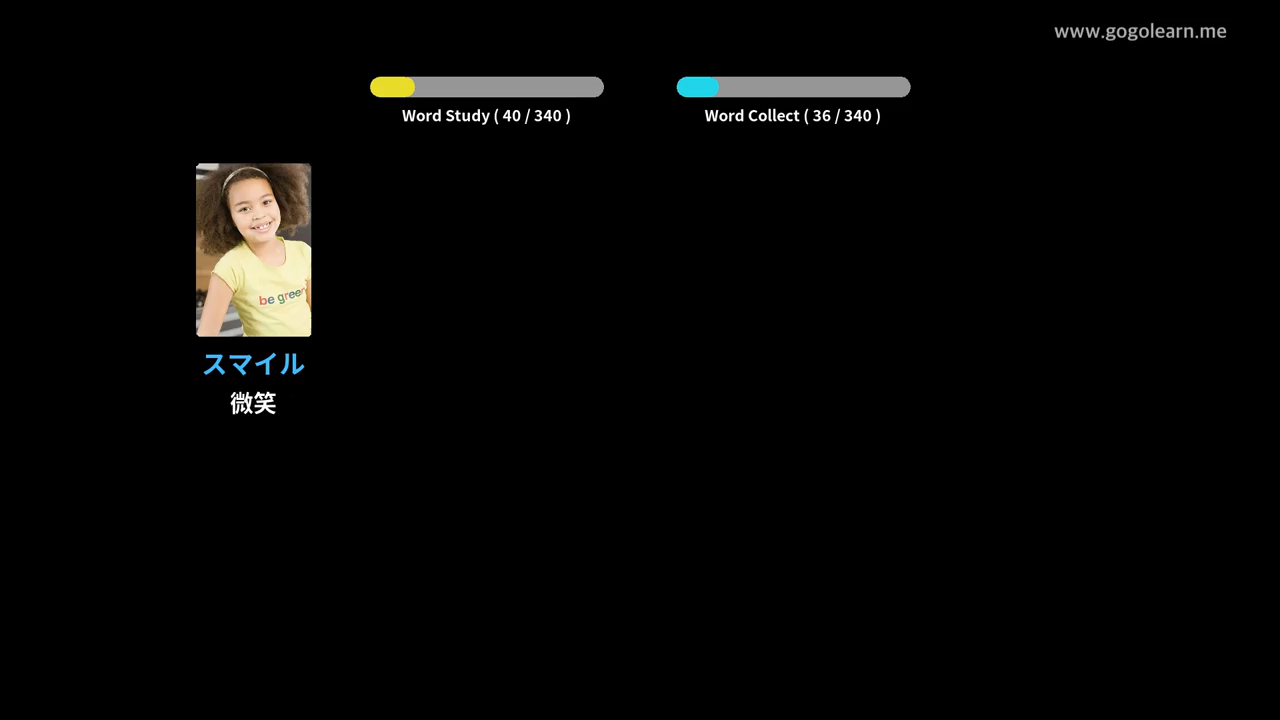 www.gogolearn.me
Word Study ( 40 / 340 )
Word Collect ( 36 / 340 )
be green
スマイル
微笑